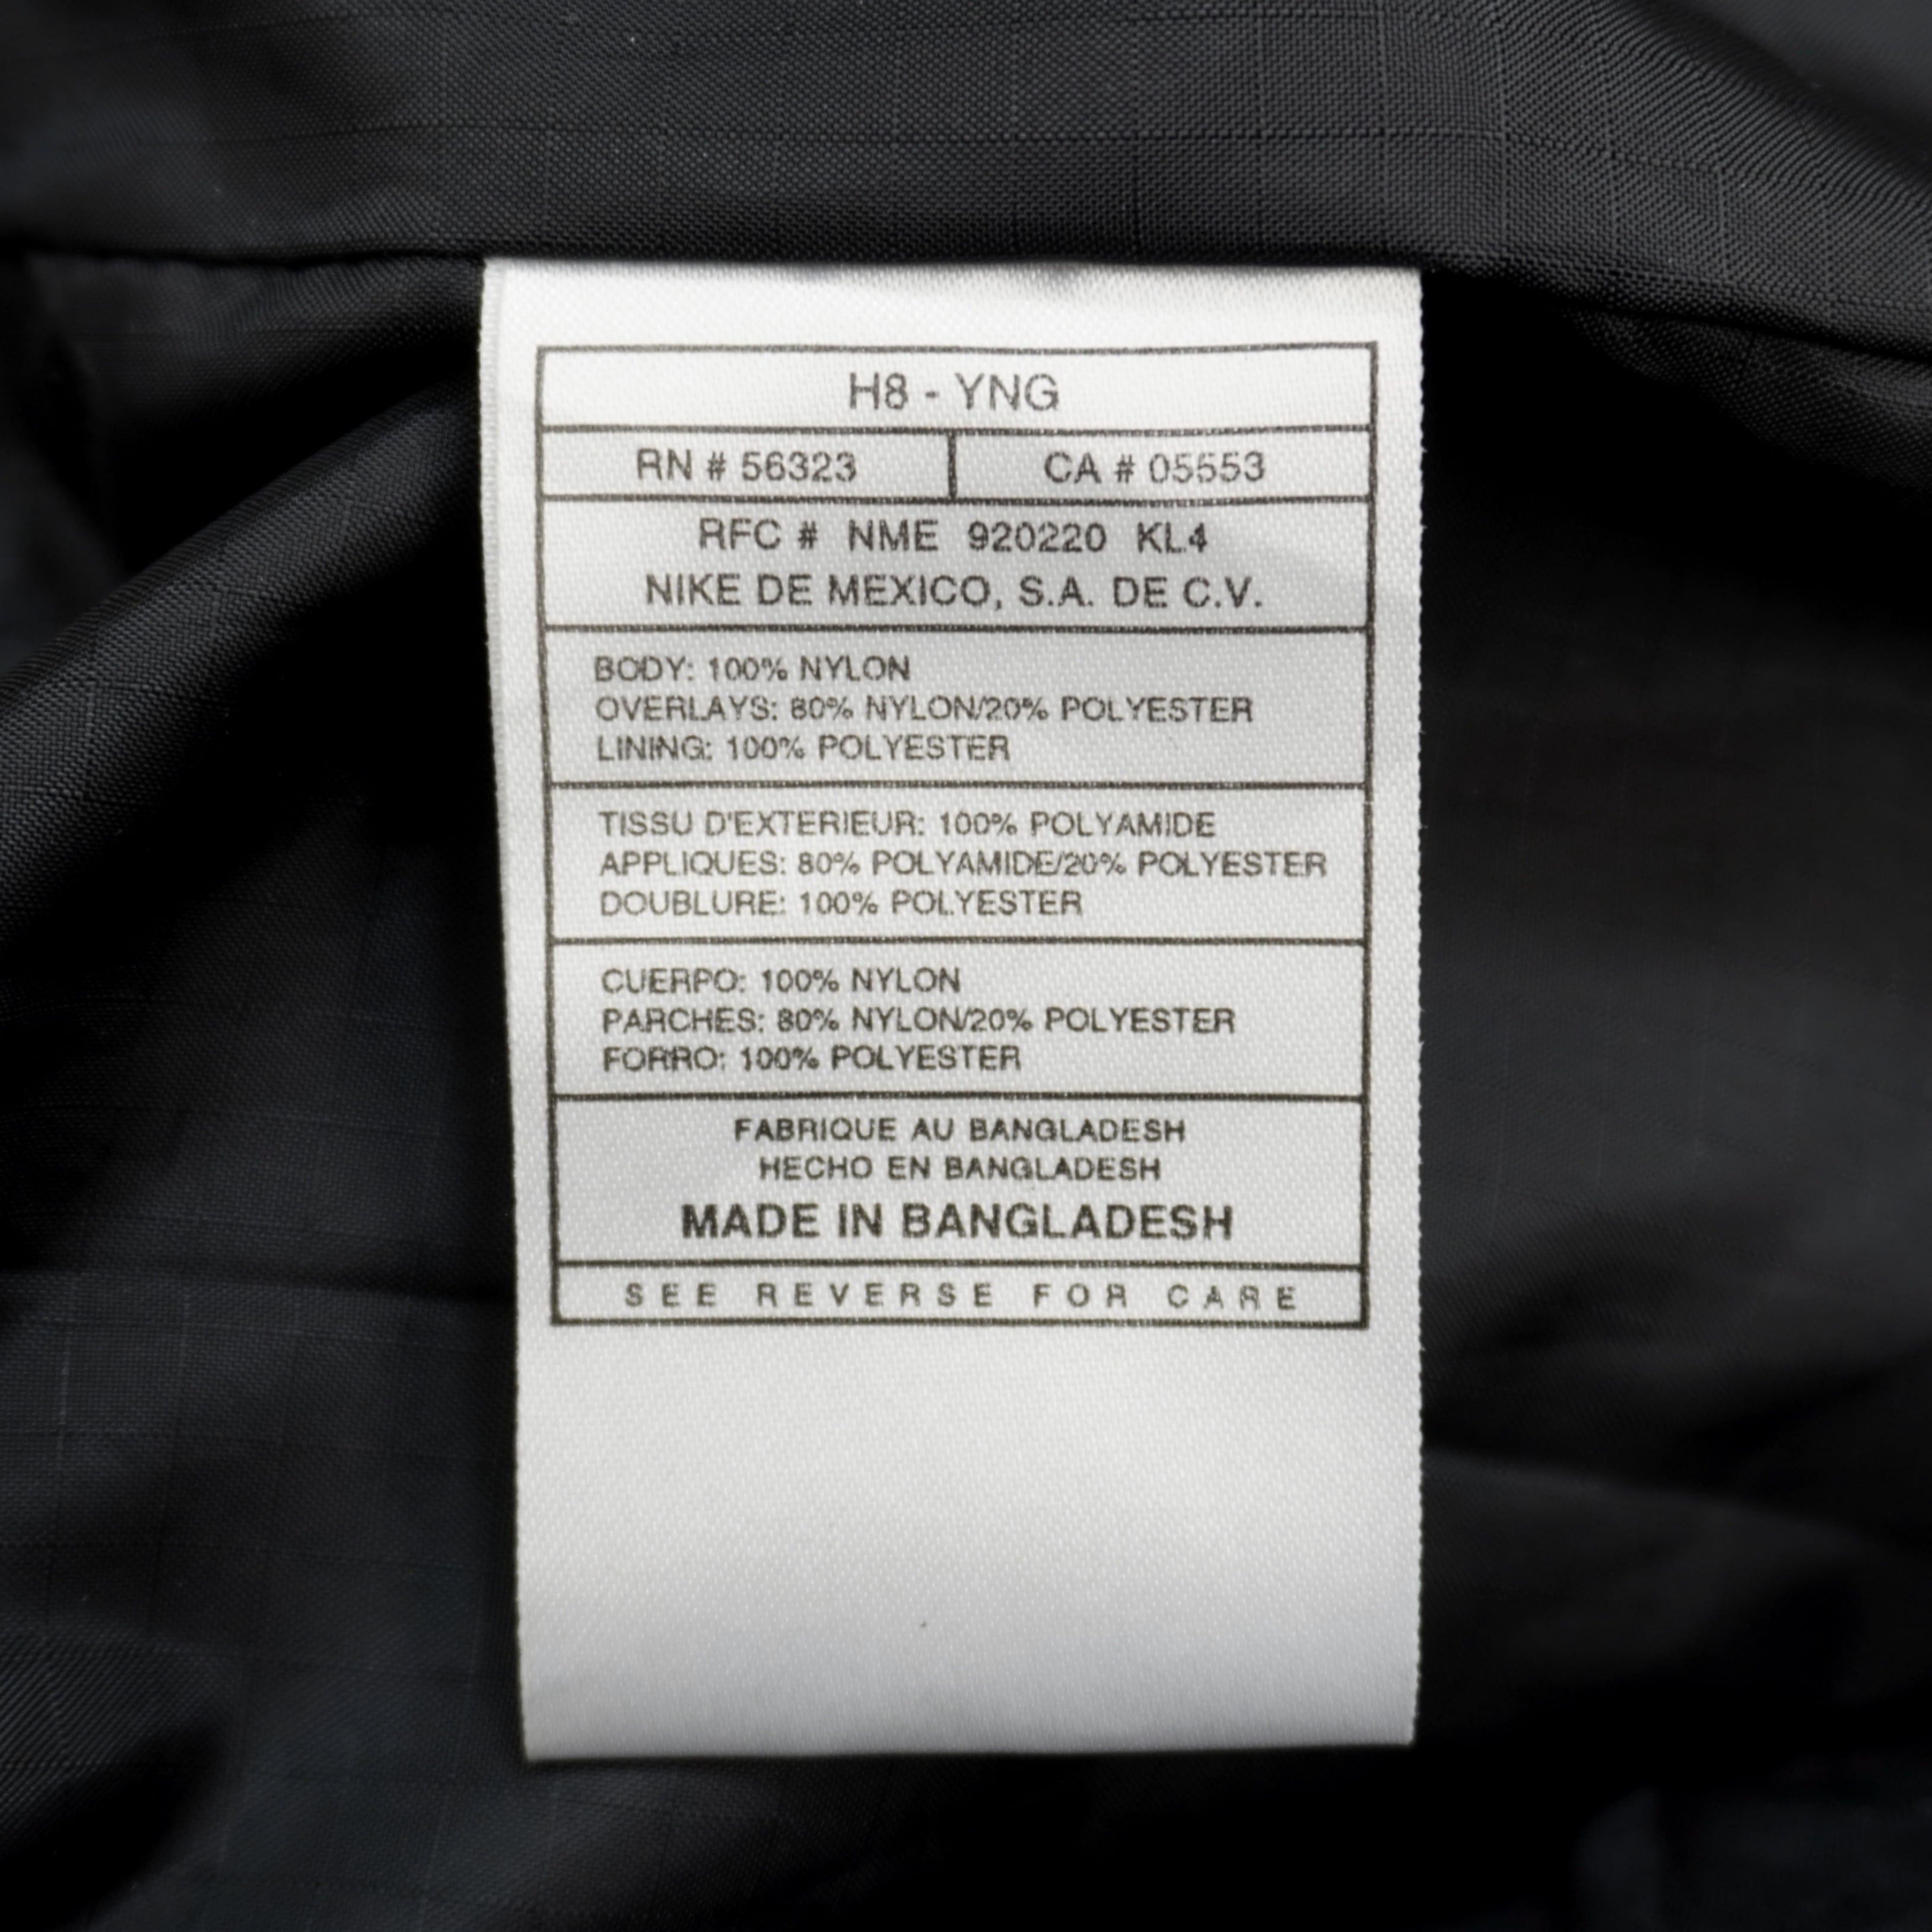 H8 - YNG
RN # 56323
CA # 05553
RFC # NME 920220 KL4
NIKE DE MEXICO, S.A. DE C.V.
BODY: 100% NYLON
OVERLAYS: 80% NYLON/20% POLYESTER
LINING: 100% POLYESTER
TISSU D'EXTERIEUR: 100% POLYAMIDE
APPLIQUES: 80% POLYAMIDE/20% POLYESTER
DOUBLURE: 100% POLYESTER
CUERPO: 100% NYLON
PARCHES: 80% NYLON/20% POLYESTER
FORRO: 100% POLYESTER
FABRIQUE AU BANGLADESH
HECHO EN BANGLADESH
MADE IN BANGLADESH
SEE REVERSE FOR CARE